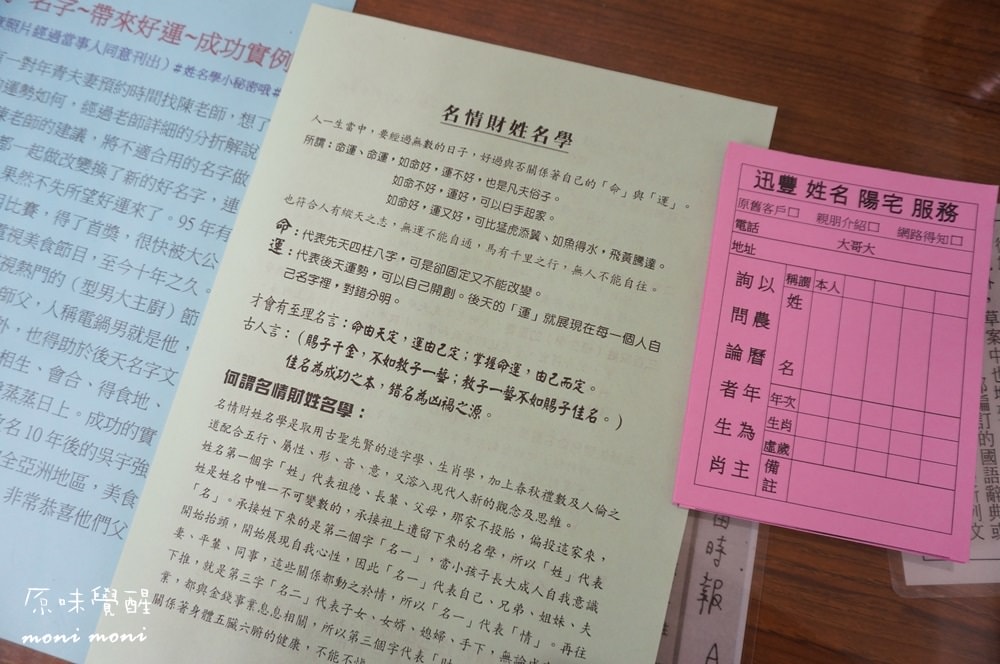 名字~帶來好運~成功實例
照片經過當事人同意刊出)#姓名學小秘密哦#
一對年青夫妻預約時間找陳老師,想了
運勢如何,經過老師詳細的分折解說
陳老師的建議,將不適合用的名字做
都一起做改變換了新的好名字,連
果然不失所望好運來了。95年有
比賽,得了首獎,很快被大公
電視美食節目,至今十年之久。
視熱門的(型男大主廚)節
師父,人稱電鍋男就是他,
外,也得助於後天名字文
相生、會合、得食地、
蒸蒸日上。成功的實
名10年後的吳宇強
全亞洲地區,美食
非常恭喜他們父
名情財姓名學
人一生當中,要經過無數的日子,好過與否關係著自己的「命」與「運」。
所謂:命運、命運,如命好,運不好,也是凡夫俗子。
如命不好,運好,可以白手起家。
如命好,運又好,可比猛虎添翼、如魚得水,飛黃騰達。
也符合人有縱天之志,無運不能自通,馬有千里之行,無人不能自往。
命:代表先天四柱八字,可是卻固定又不能改變。
運:代表後天運勢,可以自己開創。後天的「運」就展現在每一個人自
己名字裡,對錯分明。
才會有至理名言:命由天定,運由己定;掌握命運,由己而定。
古人言:(賜子千金,不如教子一藝;教子一藝不如賜子佳名。)
佳名為成功之本,錯名為凶禍之源。
何謂名情財姓名學:
名情財姓名學是取用古聖先賢的造字學、生肖學,加上春秋禮數及人倫之
道配合五行、屬性、形、音、意,又溶入現代人新的觀念及思維。
姓名第一個字「姓」代表祖德、長輩、父母,那家不投胎,偏投這家來,
姓是姓名中唯一不可變數的,承接祖上遺留下來的名聲,所以「姓」代表
「名」。承接姓下來的是第二個字「名一」,當小孩子長大成人自我意識
開始抬頭,開始展現自我心性,因此「名一」代表自己、兄弟、姐妹、夫
妻、平輩、同事,這些關係都動之於情,所以「名一」代表「情」。再往
下推,就是第三字「名二」代表子女、女婿、媳婦、手下,無論
業,都與金錢事業息息相關,所以第三個字代表「財
關係著身體五臟六腑的健康,不能不
迅豐 姓名 陽宅 服務
原舊客戶□ 親朋介紹□ 網路得知□
電話 大哥大
地址
詢問論者生肖
以農曆年為主
稱謂 本人
姓名
年次
生肖
虛歲
備註
時報 A
原味覺醒
moni moni